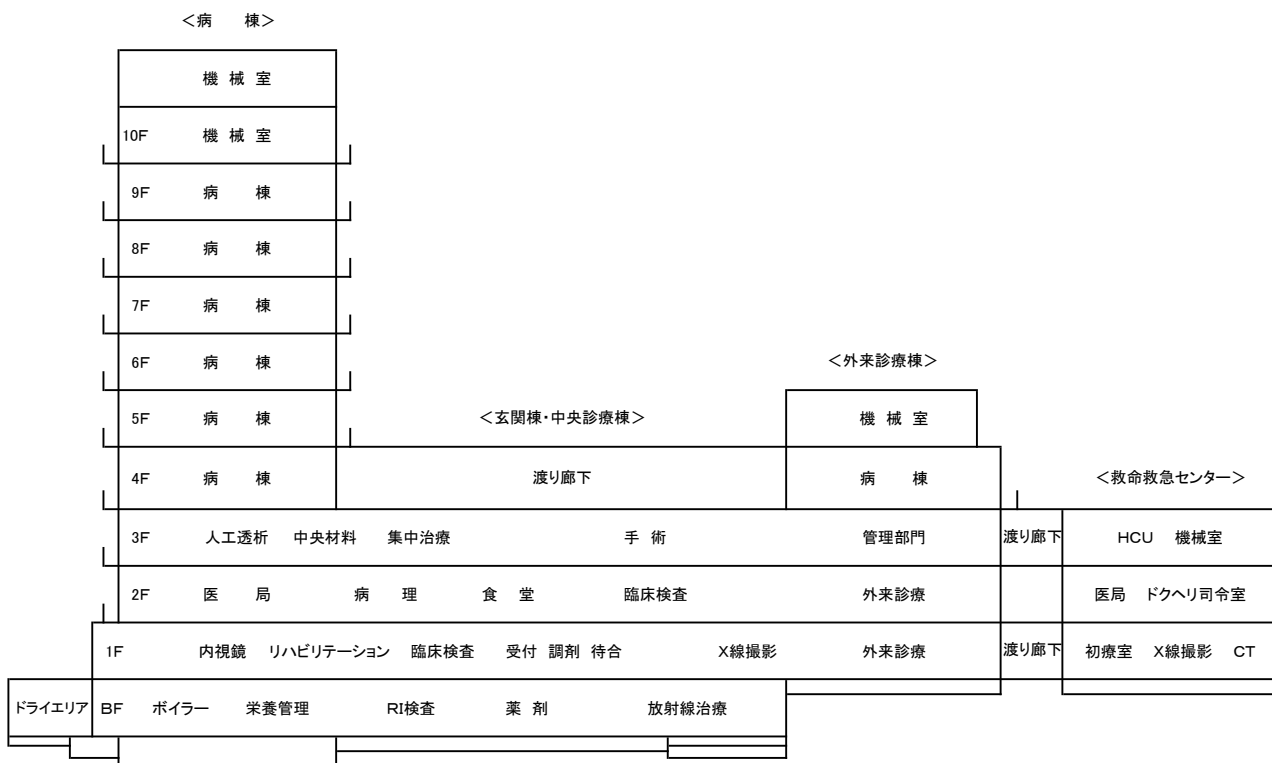 <病 棟>
機 械 室
10F 機 械 室
9F 病 棟
8F 病 棟
7F 病 棟
6F 病 棟
<外来診療棟>
5F 病 棟 <玄関棟・中央診療棟> 機 械 室
4F 病 棟 渡り廊下 病 棟 <救命救急センター>
3F 人工透析 中央材料 集中治療 手 術 管理部門 渡り廊下 HCU 機械室
2F 医 局 病 理 食 堂 臨床検査 外来診療 医局 ドクヘリ司令室
1F 内視鏡 リハビリテーション 臨床検査 受付 調剤 待合 X線撮影 外来診療 渡り廊下 初療室 X線撮影 CT
ドライエリア BF ボイラー 栄養管理 RI検査 薬 剤 放射線治療